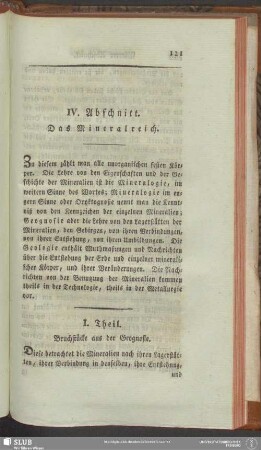 121
IV. Abschnitt.
Das Mineralreich.
Zu diesem zählt man alle unorganischen festen Kör-
per. Die Lehre von den Eigenschaften und der Ge-
schichte der Mineralien ist die Mineralogie, im
weitern Sinne des Wortes; Mineralogie im en-
gern Sinne oder Oryktognosie nennt man die Kennt-
niß von den Kennzeichen der einzelnen Mineralien;
Geognosie oder die Lehre von den Lagerstätten der
Mineralien, den Gebirgen, von ihren Verbindungen,
von ihrer Entstehung, von ihren Umbildungen. Die
Geologie enthält Muthmaßungen und Nachrichten
über die Entstehung der Erde und einzelner minerali-
scher Körper, und ihrer Veränderungen. Die Nach-
richten von der Benutzung der Mineralien kommen
theils in der Technologie, theils in der Metallurgie
vor.
I. Theil.
Bruchstücke aus der Geognosie.
Diese betrachtet die Mineralien nach ihren Lagerstät-
ten, ihrer Verbindung in denselben, ihre Entstehung,
und
SLUB
Wir führen Wissen.